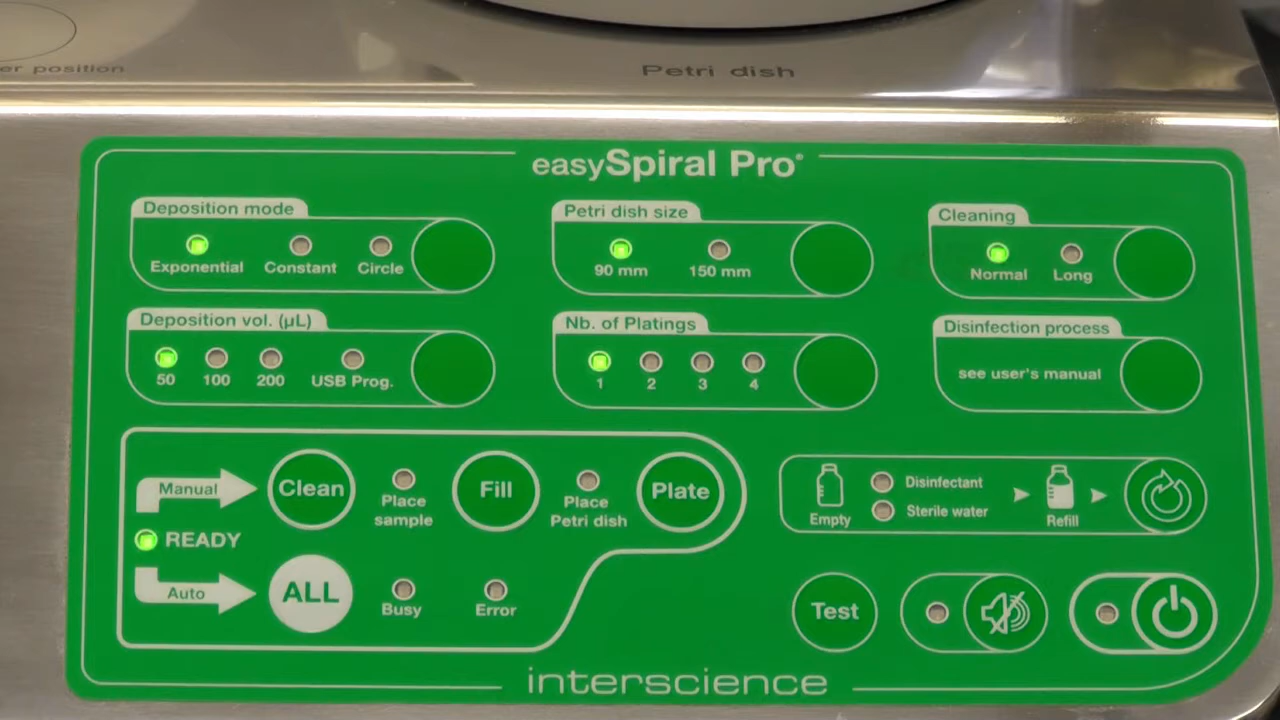 er position
Petri dish
easySpiral Pro®
Deposition mode
Exponential Constant Circle
Petri dish size
90 mm 150 mm
Cleaning
Normal Long
Deposition vol. (µL)
50 100 200 USB Prog.
Nb. of Platings
1 2 3 4
Disinfection process
see user's manual
Manual
Clean
Place
sample
Fill
Place
Petri dish
Plate
READY
Auto
ALL
Busy
Error
Empty
Disinfectant
Sterile water
Refill
Test
interscience